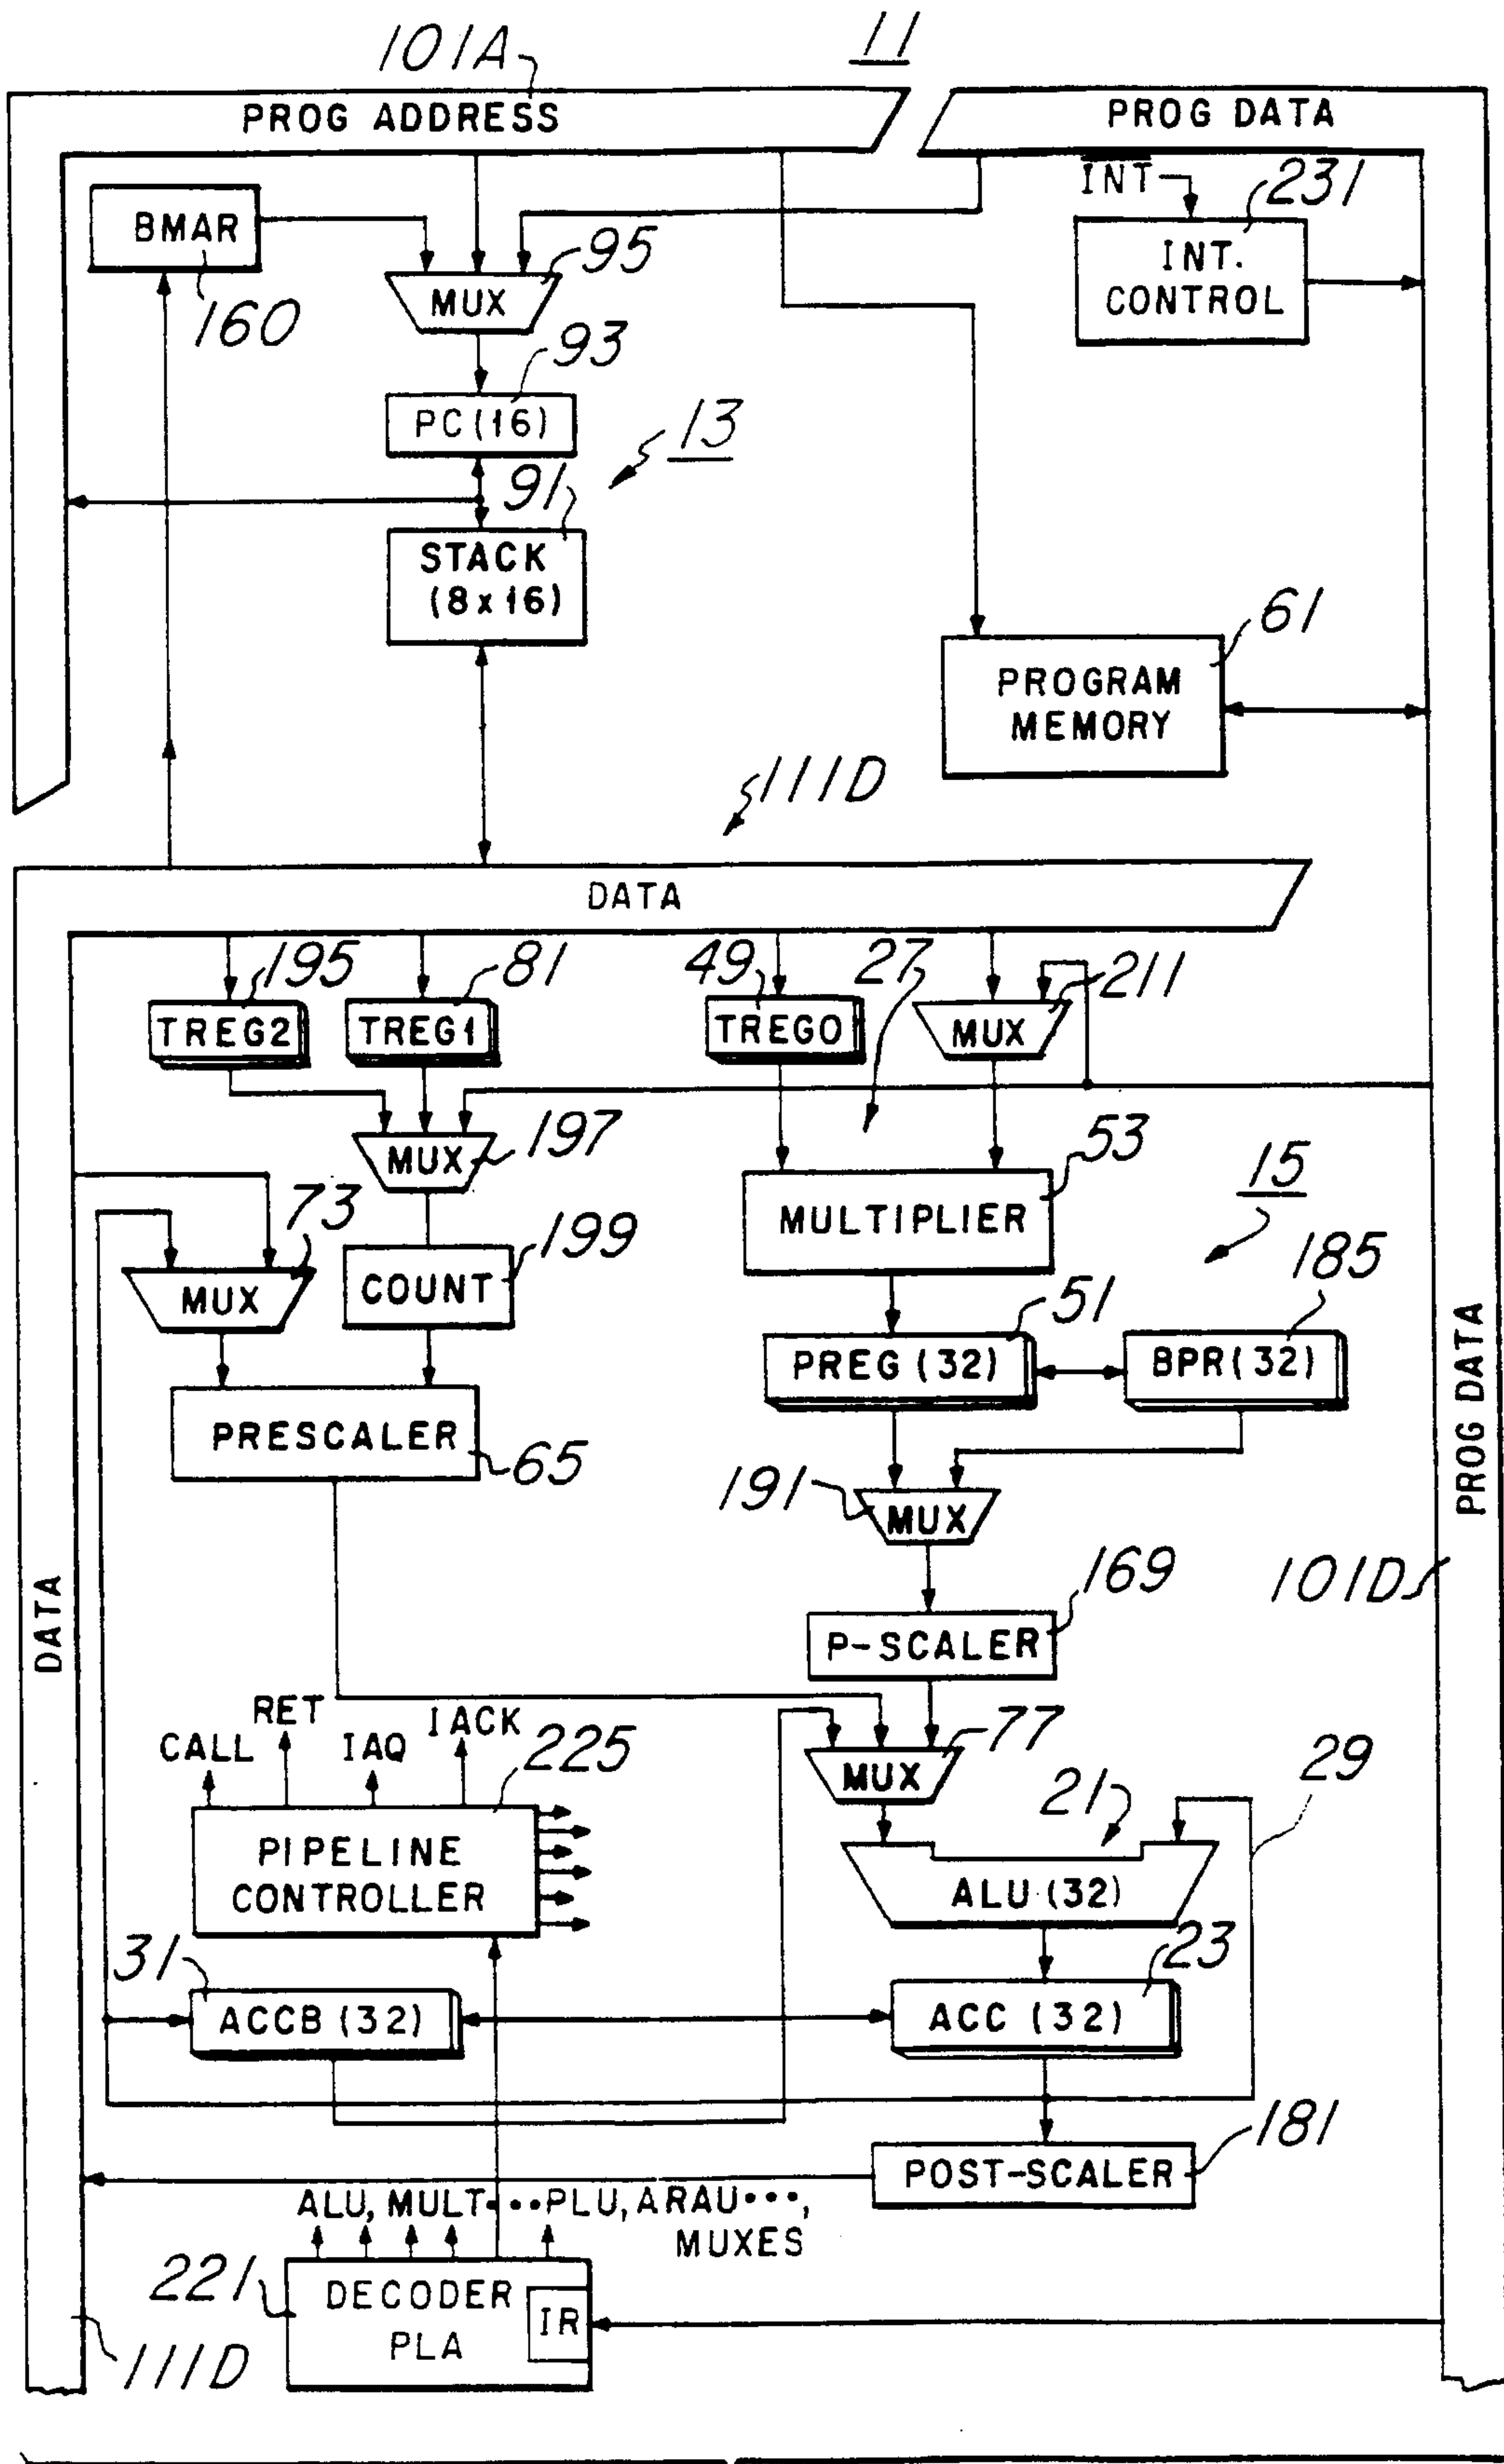 11
101A
PROG ADDRESS
PROG DATA
INT
231
BMAR
160
95
MUX
INT.
CONTROL
93
PC(16)
13
91
STACK
(8x16)
61
PROGRAM
MEMORY
111D
DATA
195
81
49
27
211
TREG2
TREG1
TREG0
MUX
MUX
197
53
MULTIPLIER
15
73
MUX
199
COUNT
185
51
PREG (32)
BPR(32)
PRESCALER
65
191
MUX
PROG DATA
101D
169
P-SCALER
DATA
CALL
RET
IAQ
IACK
225
77
MUX
29
21
PIPELINE
CONTROLLER
ALU (32)
31
ACCB (32)
23
ACC (32)
181
POST-SCALER
ALU, MULT•••PLU, ARAU•••,
MUXES
221
DECODER
PLA
IR
111D